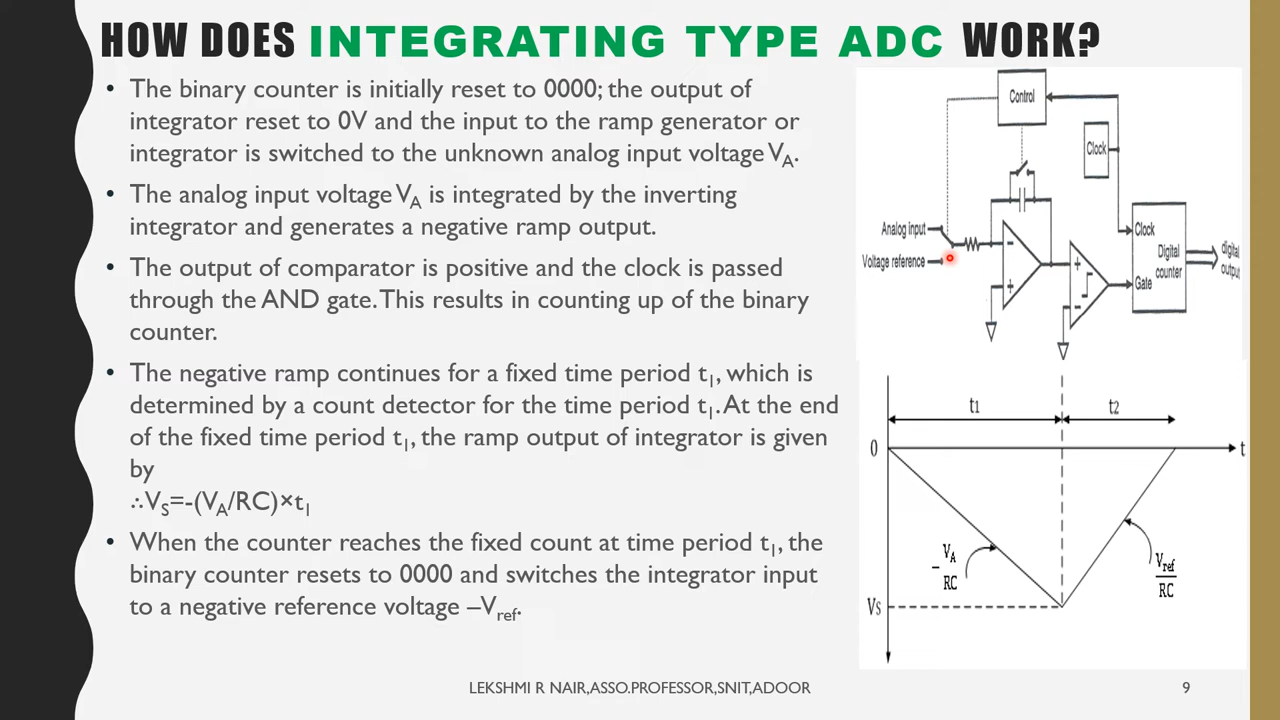 HOW DOES INTEGRATING TYPE ADC WORK?
• The binary counter is initially reset to 0000; the output of
integrator reset to 0V and the input to the ramp generator or
integrator is switched to the unknown analog input voltage VA.
• The analog input voltage VA is integrated by the inverting
integrator and generates a negative ramp output.
• The output of comparator is positive and the clock is passed
through the AND gate. This results in counting up of the binary
counter.
• The negative ramp continues for a fixed time period t1, which is
determined by a count detector for the time period t1. At the end
of the fixed time period t1, the ramp output of integrator is given
by
∴VS=-(VA/RC)×t1
• When the counter reaches the fixed count at time period t1, the
binary counter resets to 0000 and switches the integrator input
to a negative reference voltage –Vref.
Control
Clock
Analog input
Voltage reference
-
+
+
-
Clock
Digital
counter
Gate
digital
output
t1
t2
0
t
- VA
RC
Vref
RC
Vs
LEKSHMI R NAIR,ASSO.PROFESSOR,SNIT,ADOOR
9